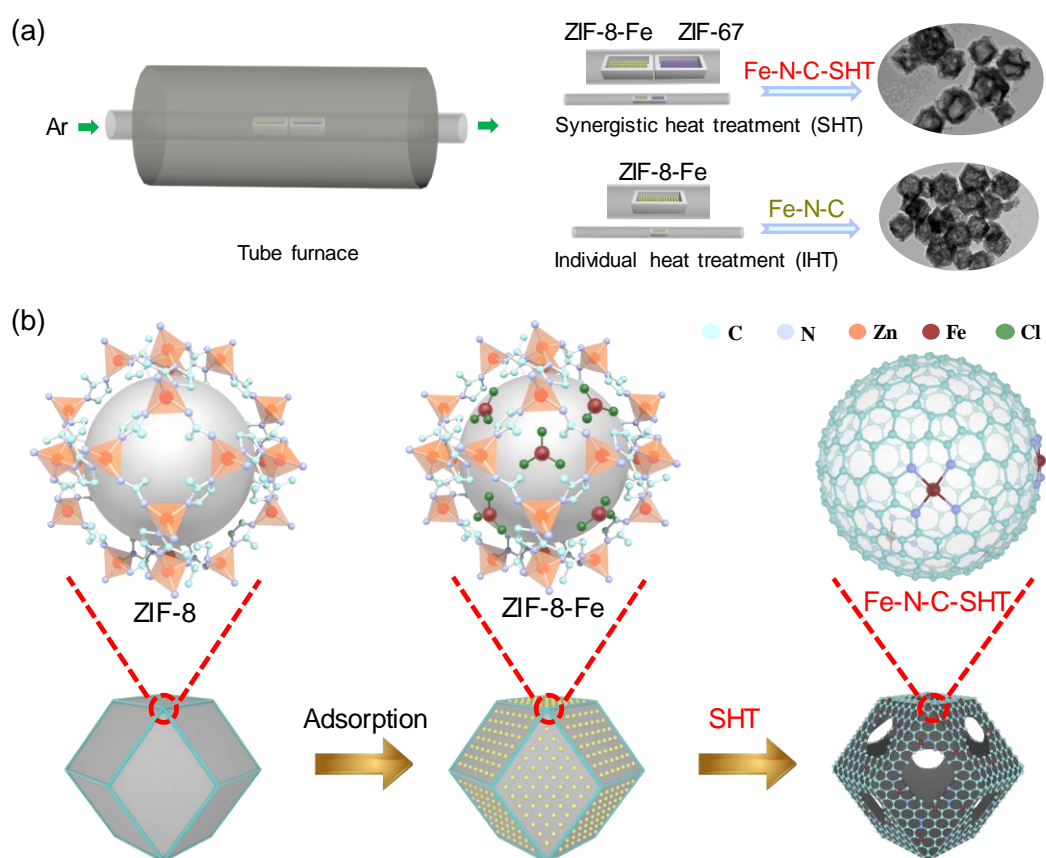 (a)
Ar
Tube furnace
ZIF-8-Fe
ZIF-67
Fe-N-C-SHT
Synergistic heat treatment (SHT)
ZIF-8-Fe
Fe-N-C
Individual heat treatment (IHT)
(b)
C
N
Zn
Fe
Cl
ZIF-8
ZIF-8-Fe
Fe-N-C-SHT
Adsorption
SHT